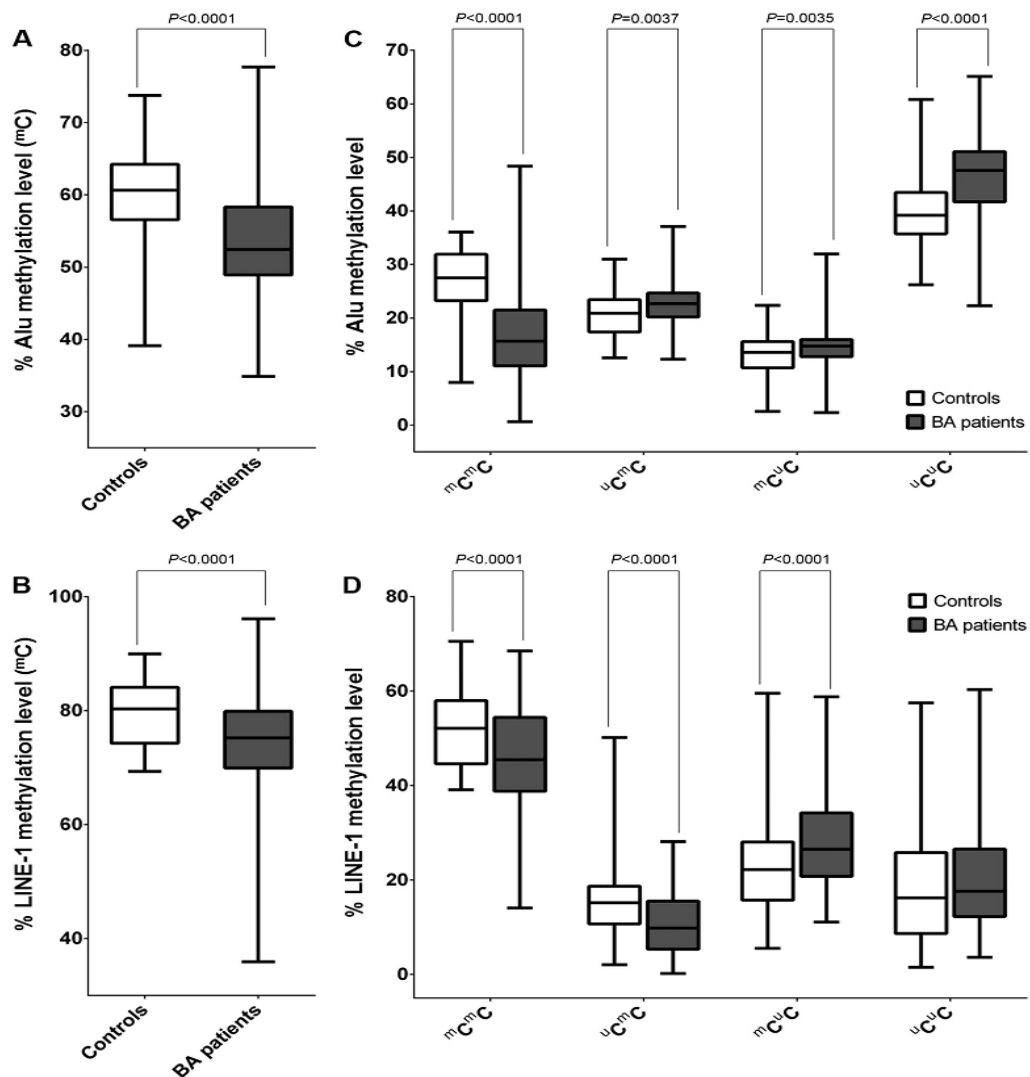 A
P<0.0001
% Alu methylation level (ᵐC)
80
70
60
50
40
30
Controls
BA patients
C
P<0.0001
P=0.0037
P=0.0035
P<0.0001
% Alu methylation level
70
60
50
40
30
20
10
0
Controls
BA patients
ᵐCᵐC
ᵘCᵐC
ᵐCᵘC
ᵘCᵘC
B
P<0.0001
% LINE-1 methylation level (ᵐC)
100
80
60
40
Controls
BA patients
D
P<0.0001
P<0.0001
P<0.0001
% LINE-1 methylation level
80
60
40
20
0
Controls
BA patients
ᵐCᵐC
ᵘCᵐC
ᵐCᵘC
ᵘCᵘC